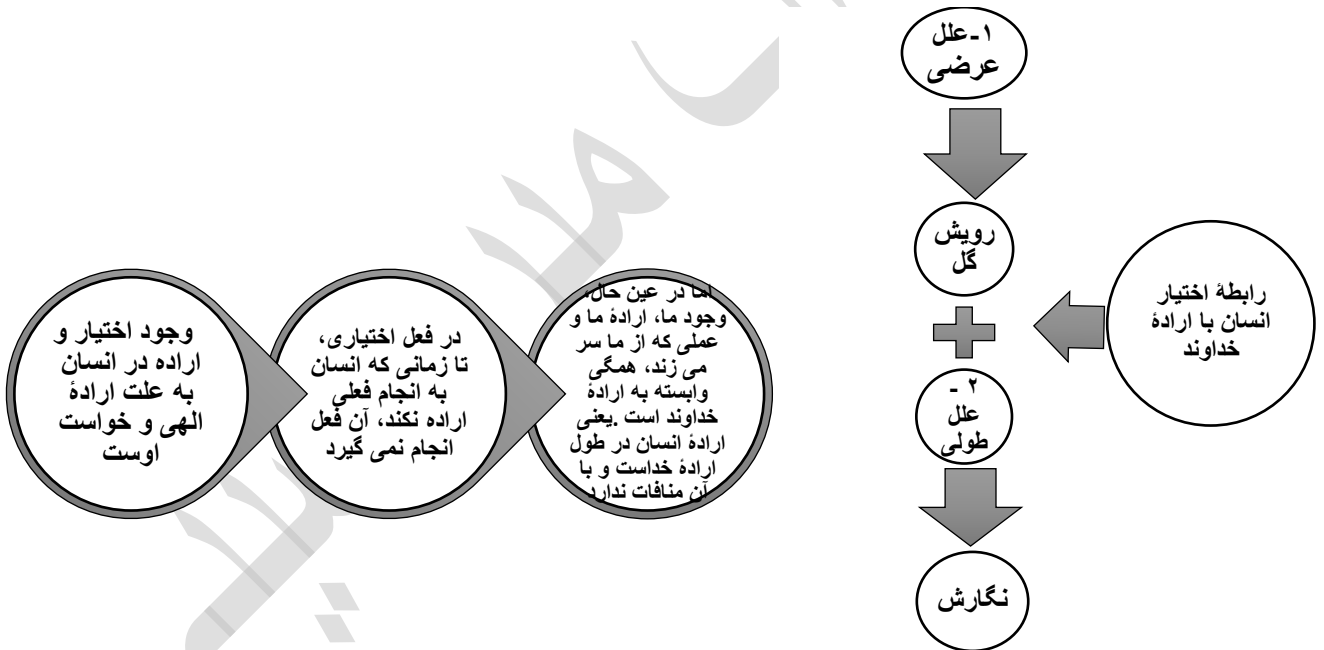 ۱-علل
عرضی
رویش
گل
رابطهٔ اختیار
انسان با ارادهٔ
خداوند
۲ -
علل
طولی
نگارش
اما در عین حال،
وجود ما، ارادهٔ ما و
عملی که از ما سر
می زند، همگی
وابسته به ارادهٔ
خداوند است .یعنی
ارادهٔ انسان در طول
ارادهٔ خداست و با
آن منافات ندارد
در فعل اختیاری،
تا زمانی که انسان
به انجام فعلی
اراده نکند، آن فعل
انجام نمی گیرد
وجود اختیار و
اراده در انسان
به علت ارادهٔ
الهی و خواست
اوست